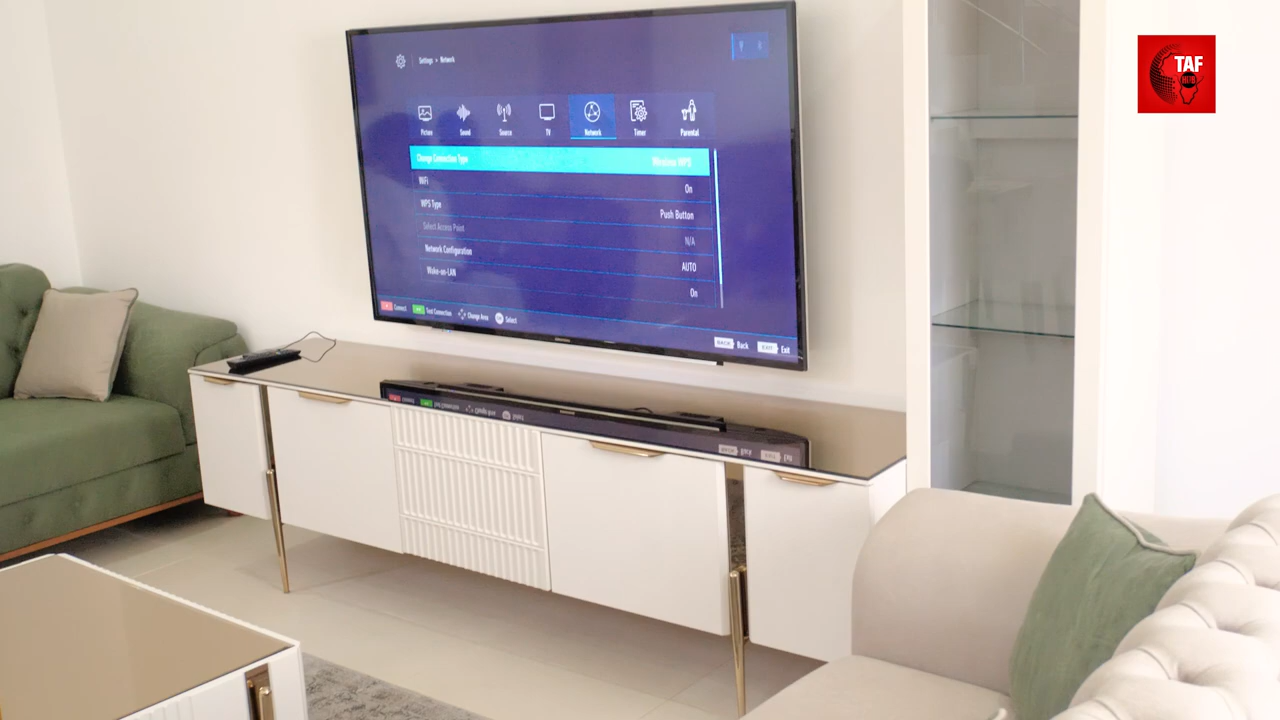 TAF
Settings > Network
Picture Sound Source TV Network Timer Parental
Change Connection Type Wireless WPS
WiFi On
WPS Type Push Button
Select Access Point N/A
Network Configuration AUTO
Wake-on-LAN On
Connect Test Connection Change Area Select
BACK Back EXIT Exit